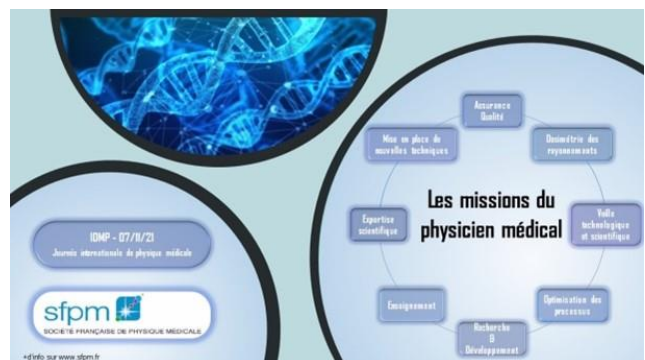 Assurance
Qualité
Dosimétrie des
rayonnements
Veille
technologique
et scientifique
Optimisation des
processus
Recherche
&
Développement
Enseignement
Expertise
scientifique
Mise en place de
nouvelles techniques
Les missions du
physicien médical
IDMP - 07/11/21
Journée internationale de physique médicale
sfpm
SOCIÉTÉ FRANÇAISE DE PHYSIQUE MÉDICALE
+d'info sur www.sfpm.fr